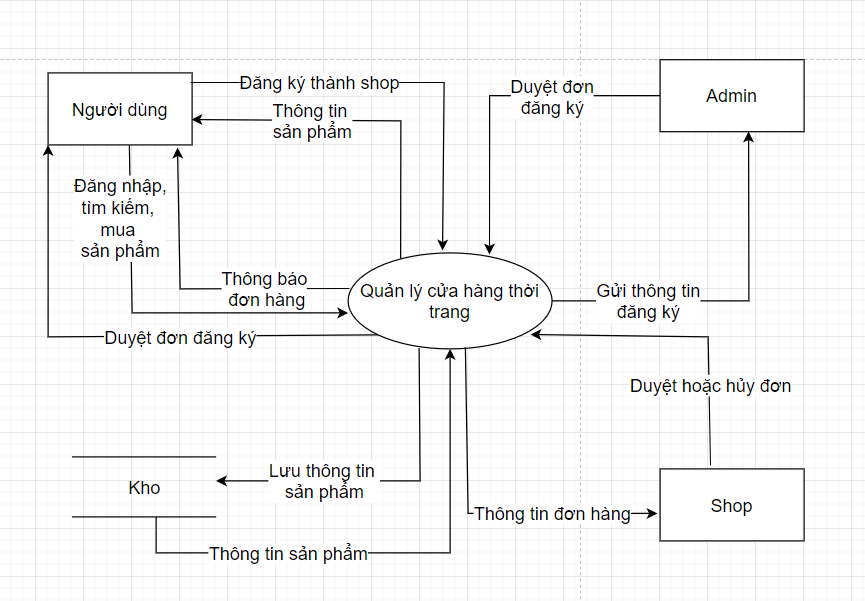 Đăng ký thành shop
Người dùng
Thông tin
sản phẩm
Duyệt đơn
đăng ký
Admin
Đăng nhập,
tìm kiếm,
mua
sản phẩm
Thông báo
đơn hàng
Quản lý cửa hàng thời
trang
Gửi thông tin
đăng ký
Duyệt đơn đăng ký
Duyệt hoặc hủy đơn
Kho
Lưu thông tin
sản phẩm
Thông tin đơn hàng
Shop
Thông tin sản phẩm